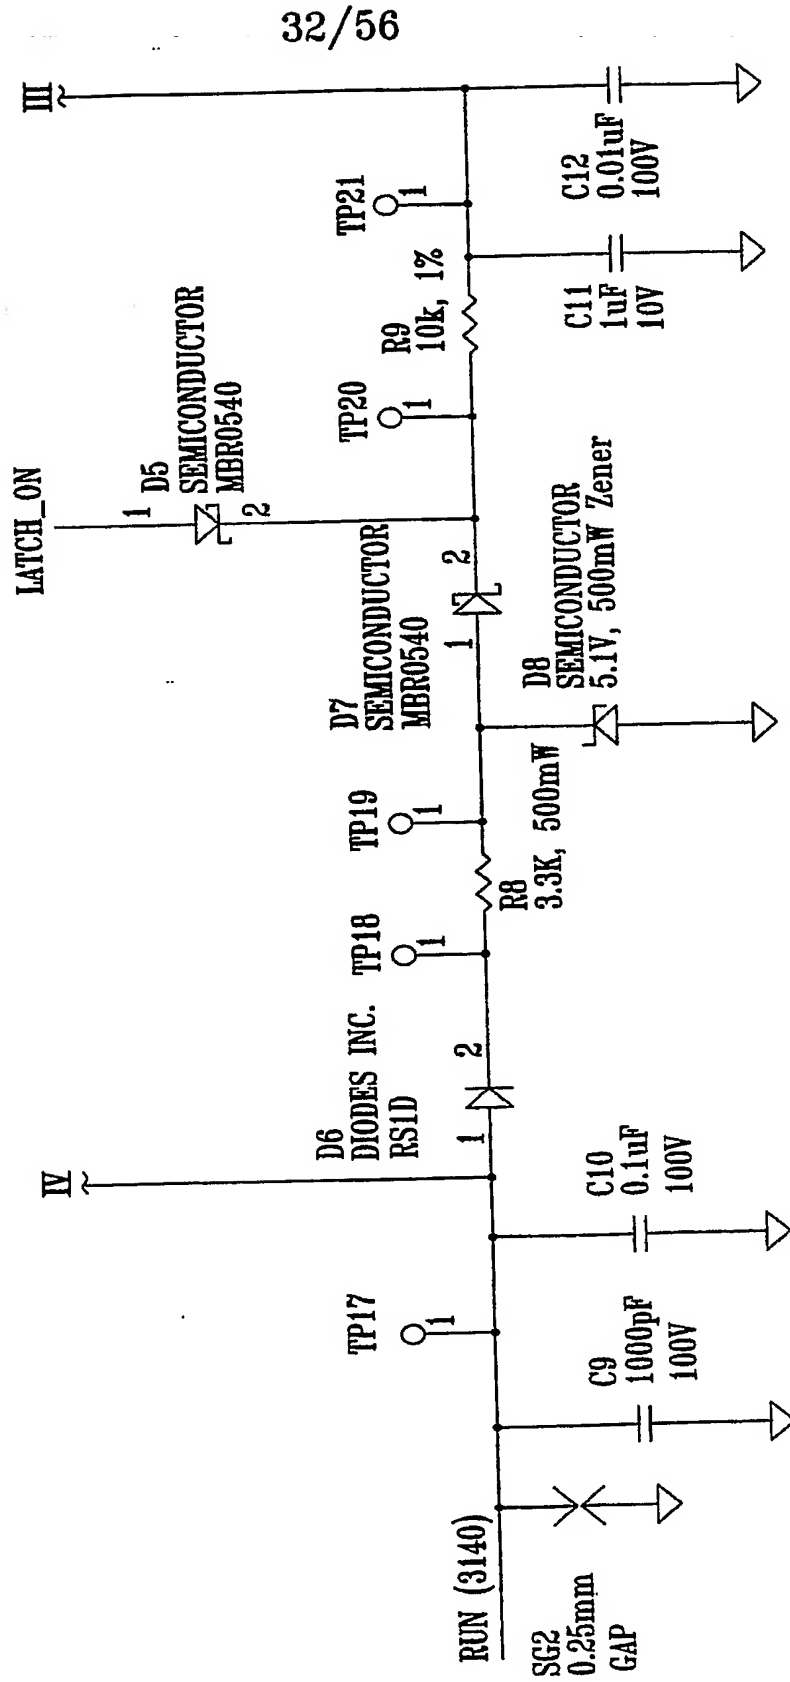 32/56
RUN (3140)
SG2
0.25mm
GAP
C9
1000pF
100V
TP17
1
C10
0.1uF
100V
IV
D6
DIODES INC.
RS1D
1
2
TP18
1
R8
3.3K, 500mW
TP19
1
D8
SEMICONDUCTOR
5.1V, 500mW Zener
D7
SEMICONDUCTOR
MBR0540
1
2
LATCH_ON
1
D5
SEMICONDUCTOR
MBR0540
2
TP20
1
R9
10k, 1%
C11
1uF
10V
TP21
1
C12
0.01uF
100V
III